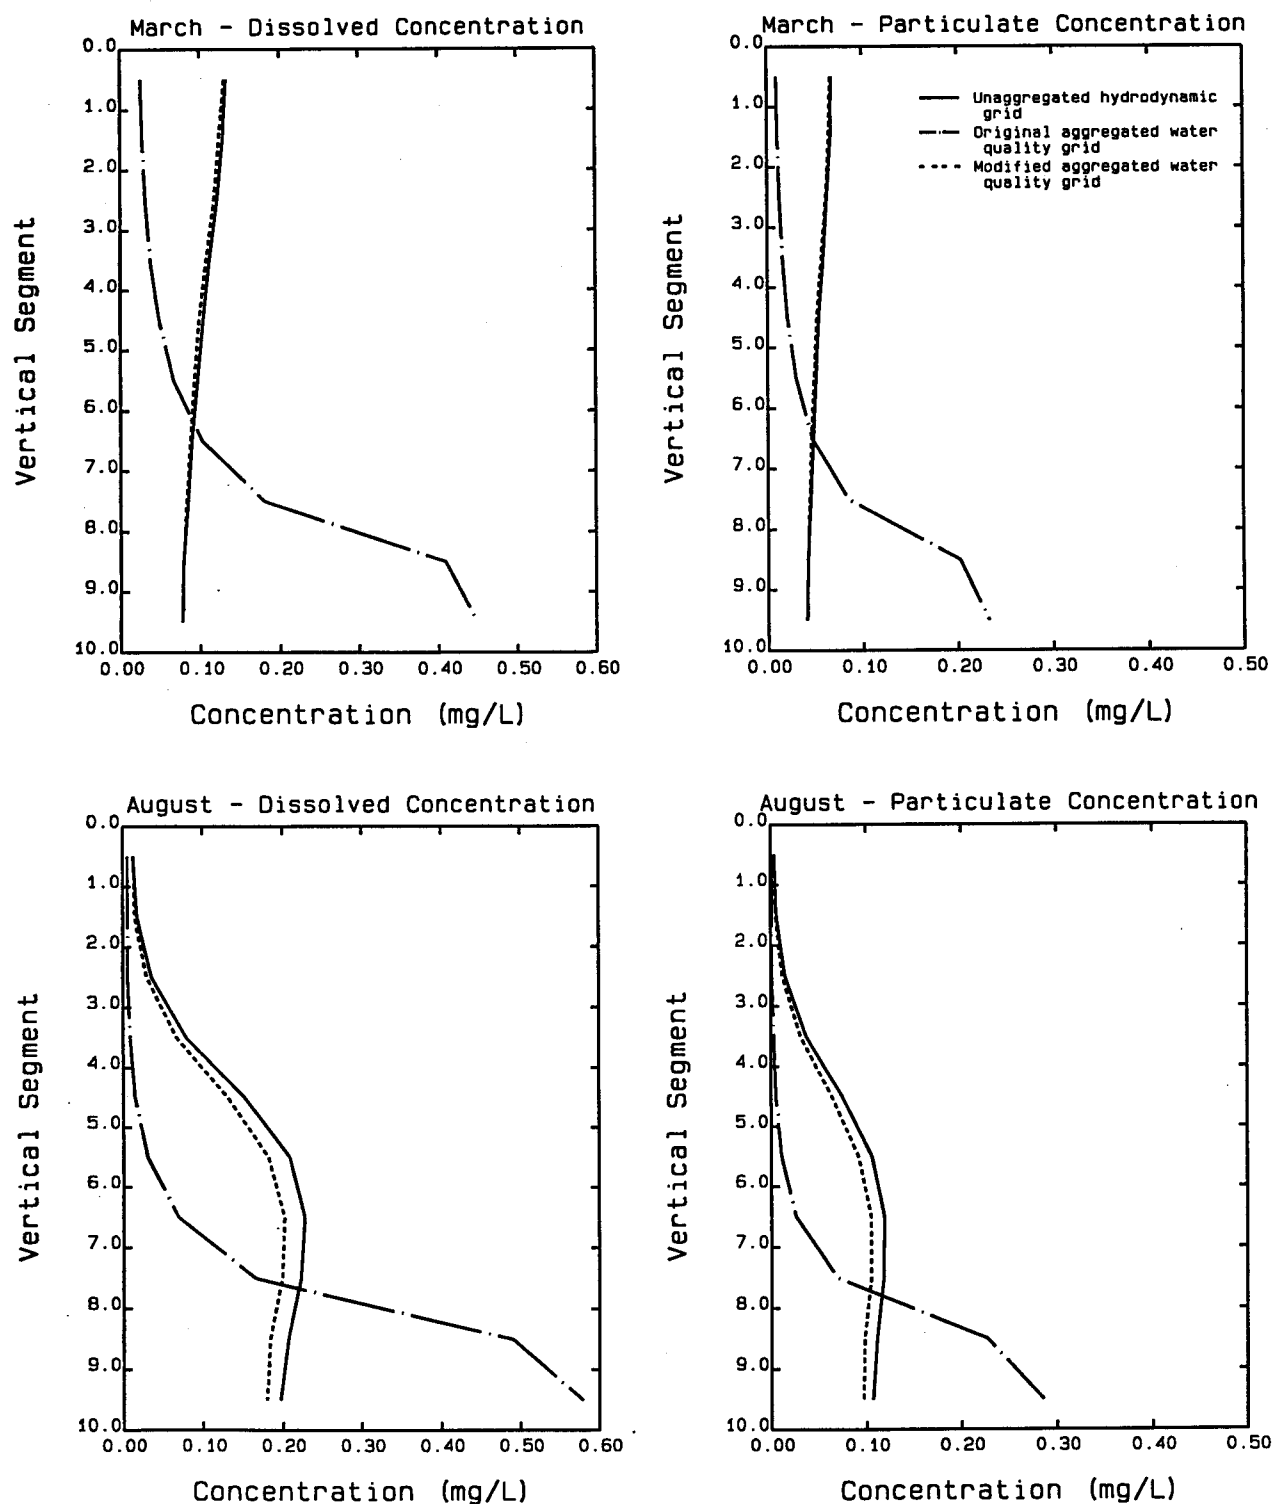 March - Dissolved Concentration
0.0
1.0
2.0
3.0
4.0
5.0
6.0
7.0
8.0
9.0
10.0
0.00 0.10 0.20 0.30 0.40 0.50 0.60
Vertical Segment
Concentration (mg/L)
March - Particulate Concentration
0.0
1.0
2.0
3.0
4.0
5.0
6.0
7.0
8.0
9.0
10.0
0.00 0.10 0.20 0.30 0.40 0.50
Vertical Segment
Concentration (mg/L)
Unaggregated hydrodynamic
grid
Original aggregated water
quality grid
Modified aggregated water
quality grid
August - Dissolved Concentration
0.0
1.0
2.0
3.0
4.0
5.0
6.0
7.0
8.0
9.0
10.0
0.00 0.10 0.20 0.30 0.40 0.50 0.60
Vertical Segment
Concentration (mg/L)
August - Particulate Concentration
0.0
1.0
2.0
3.0
4.0
5.0
6.0
7.0
8.0
9.0
10.0
0.00 0.10 0.20 0.30 0.40 0.50
Vertical Segment
Concentration (mg/L)